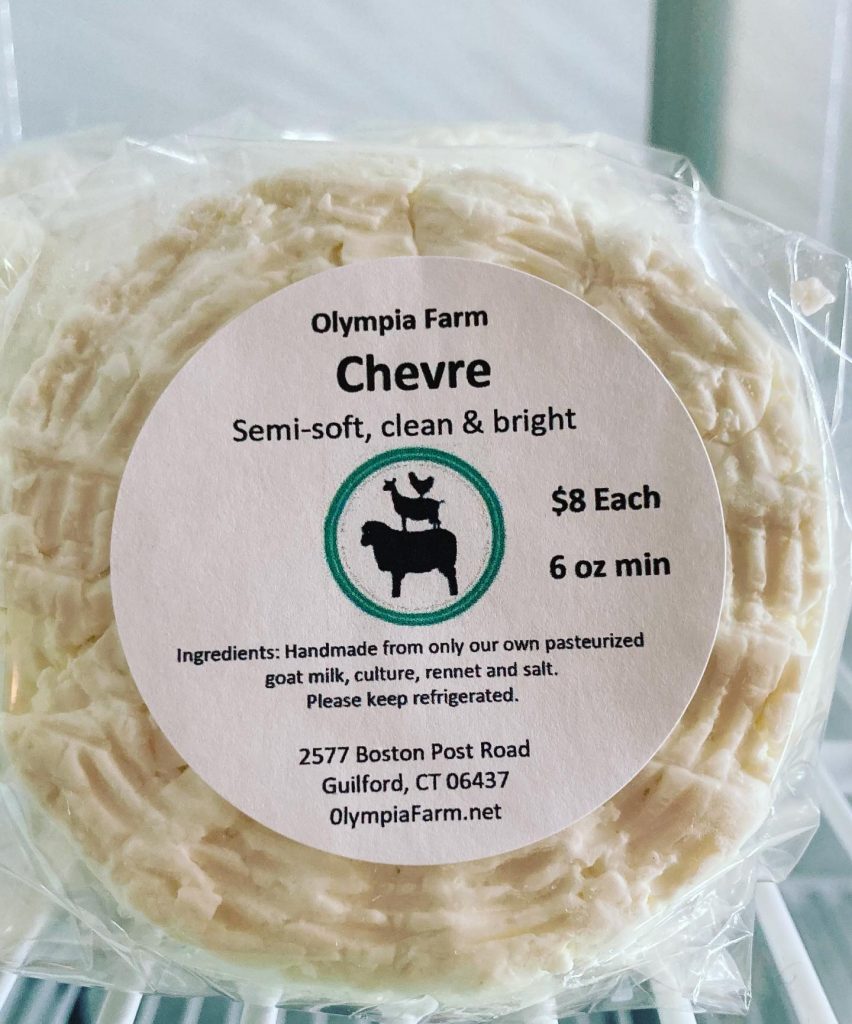 Olympia Farm
Chevre
Semi-soft, clean & bright
$8 Each
6 oz min
Ingredients: Handmade from only our own pasteurized
goat milk, culture, rennet and salt.
Please keep refrigerated.
2577 Boston Post Road
Guilford, CT 06437
OlympiaFarm.net